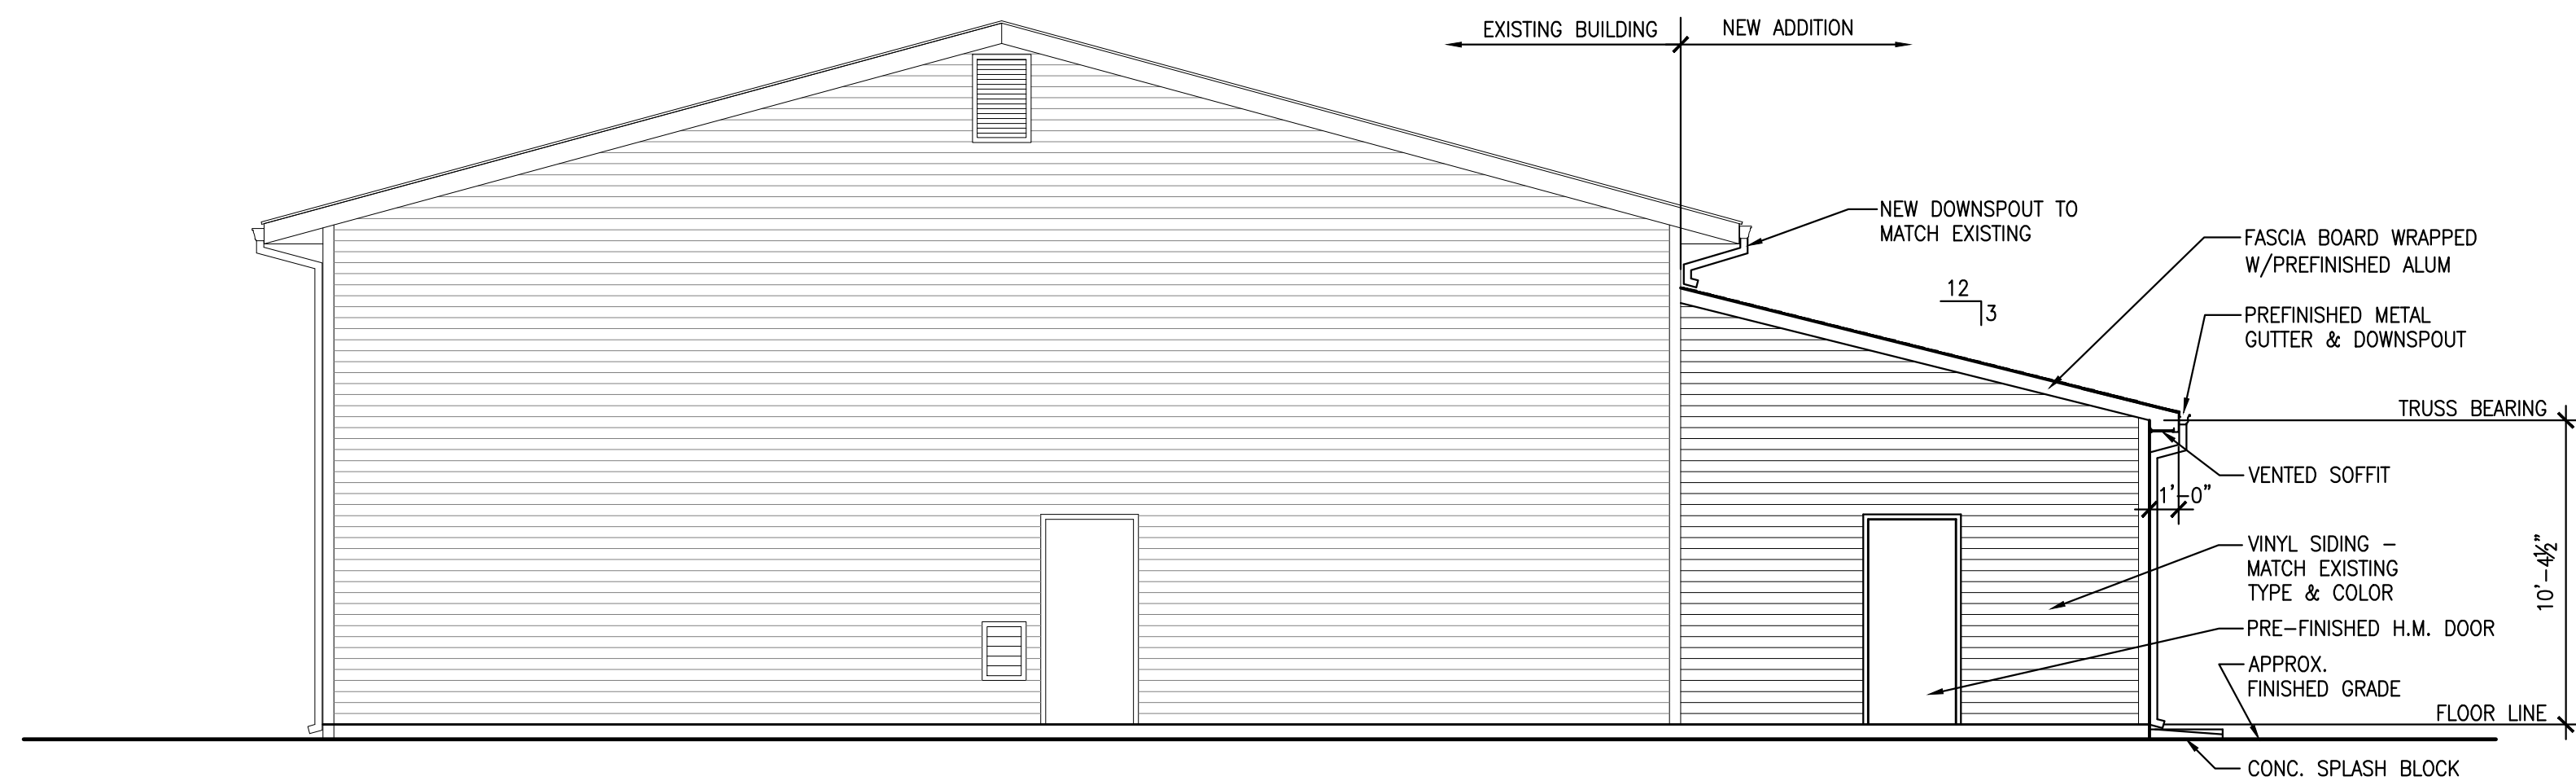 EXISTING BUILDING
NEW ADDITION
NEW DOWNSPOUT TO
MATCH EXISTING
FASCIA BOARD WRAPPED
W/PREFINISHED ALUM
12
3
PREFINISHED METAL
GUTTER & DOWNSPOUT
TRUSS BEARING
VENTED SOFFIT
1'-0"
VINYL SIDING –
MATCH EXISTING
TYPE & COLOR
10'-4½"
PRE-FINISHED H.M. DOOR
APPROX.
FINISHED GRADE
FLOOR LINE
CONC. SPLASH BLOCK